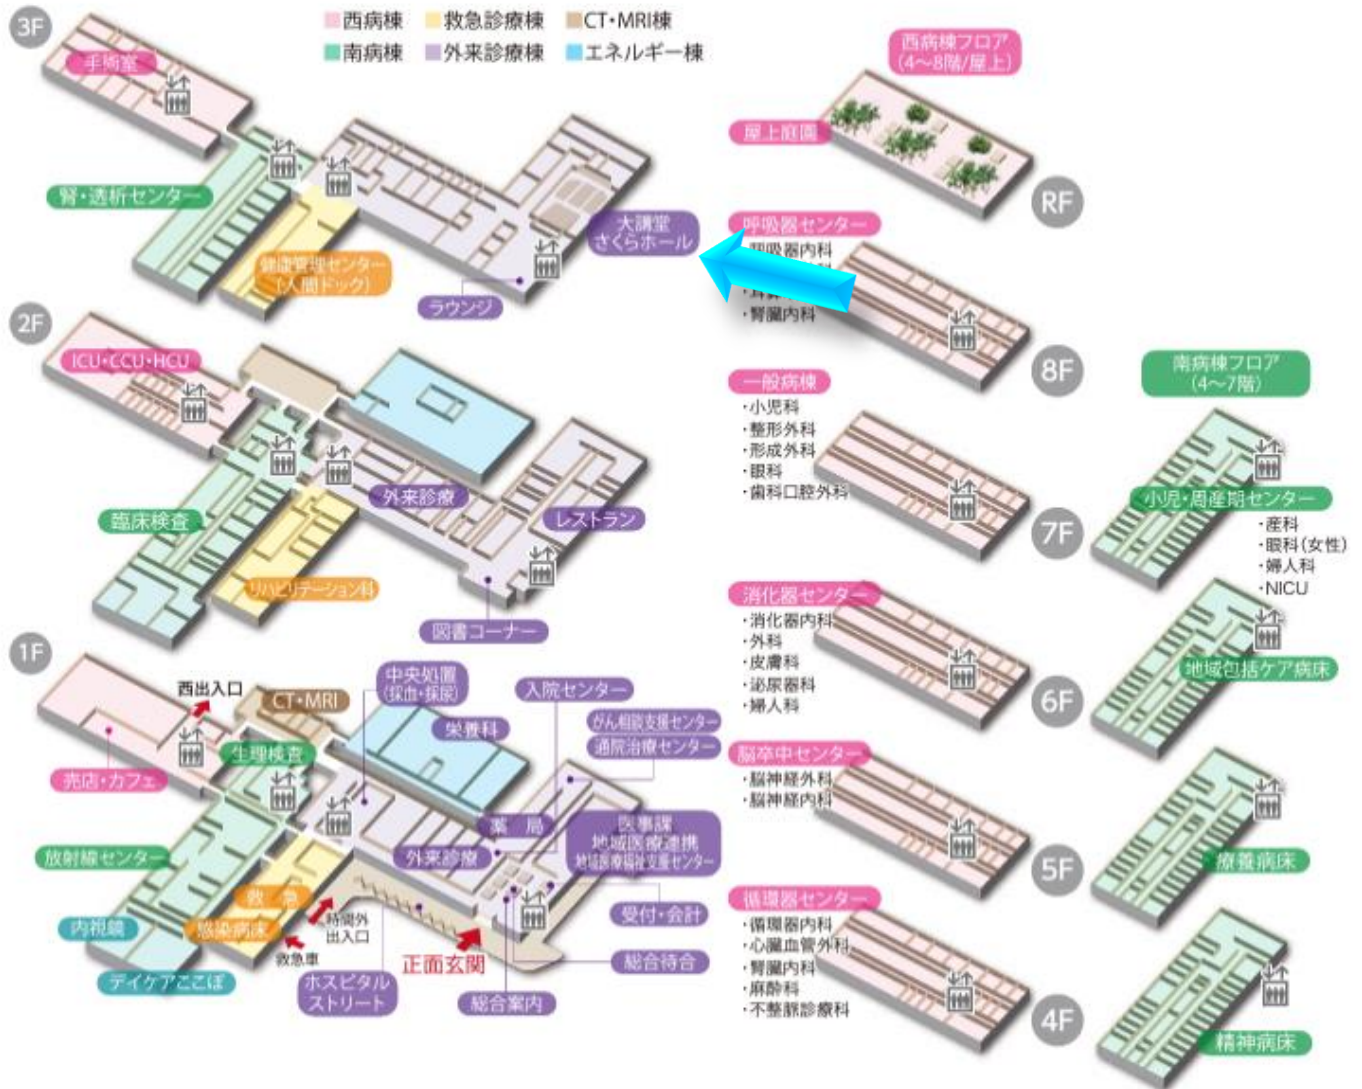 3F
西病棟 救急診療棟 CT・MRI棟
南病棟 外来診療棟 エネルギー棟
手術室
腎・透析センター
健康管理センター
(人間ドック)
ラウンジ
大講堂
さくらホール
2F
ICU・CCU・HCU
臨床検査
リハビリテーション科
外来診療
レストラン
図書コーナー
1F
西出入口
CT・MRI
中央処置
(採血・採尿)
入院センター
栄養科
がん相談支援センター
通院治療センター
生理検査
売店・カフェ
薬 局
医事課
地域医療連携
地域医療福祉支援センター
外来診療
放射線センター
救 急
時間外
出入口
受付・会計
内視鏡
感染病床
救急車
正面玄関
総合待合
デイケアここぽ
ホスピタル
ストリート
総合案内
西病棟フロア
(4〜8階/屋上)
屋上庭園
RF
呼吸器センター
・呼吸器内科
・腎臓内科
8F
一般病棟
・小児科
・整形外科
・形成外科
・眼科
・歯科口腔外科
7F
消化器センター
・消化器内科
・外科
・皮膚科
・泌尿器科
・婦人科
6F
脳卒中センター
・脳神経外科
・脳神経内科
5F
循環器センター
・循環器内科
・心臓血管外科
・腎臓内科
・麻酔科
・不整脈診療科
4F
南病棟フロア
(4〜7階)
小児・周産期センター
・産科
・眼科(女性)
・婦人科
・NICU
地域包括ケア病床
療養病床
精神病床